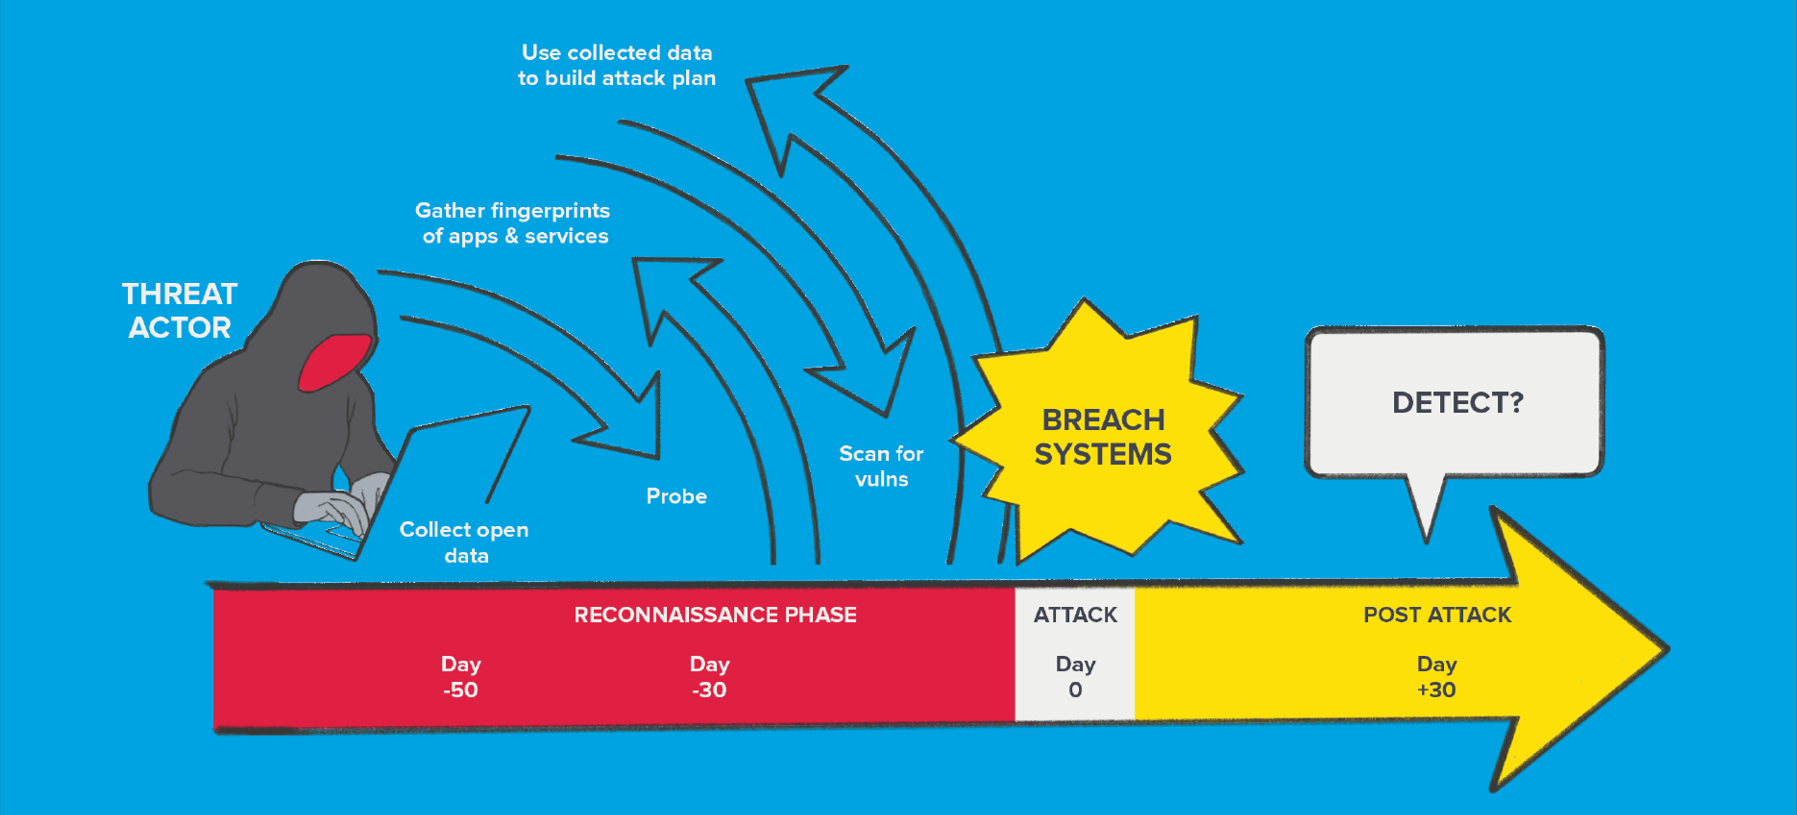 Use collected data
to build attack plan
Gather fingerprints
of apps & services
THREAT
ACTOR
Collect open
data
Probe
Scan for
vulns
BREACH
SYSTEMS
DETECT?
RECONNAISSANCE PHASE
ATTACK
POST ATTACK
Day
-50
Day
-30
Day
0
Day
+30